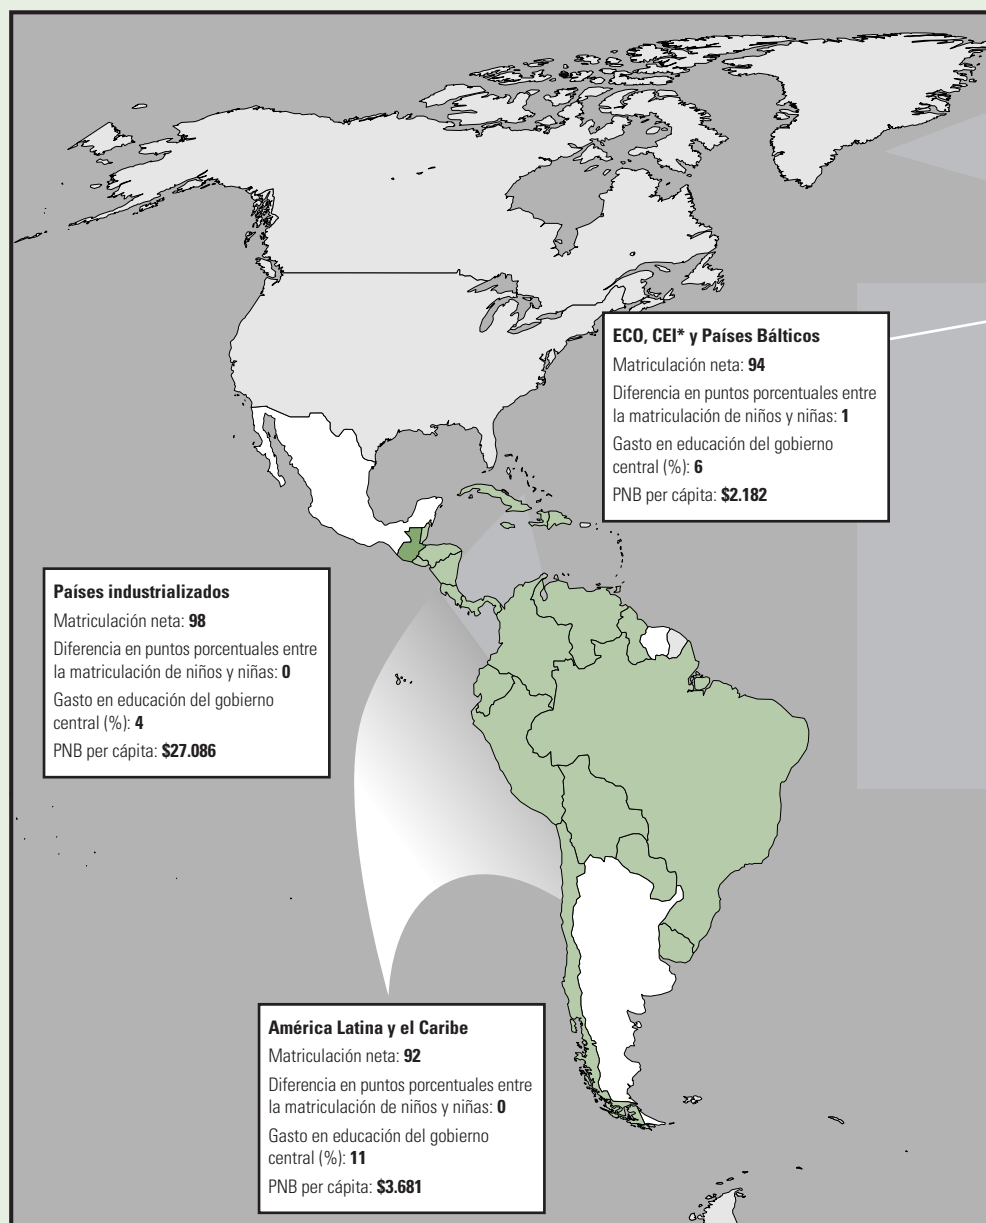 ECO, CEI* y Países Bálticos
Matriculación neta: 94
Diferencia en puntos porcentuales entre
la matriculación de niños y niñas: 1
Gasto en educación del gobierno
central (%): 6
PNB per cápita: $2.182
Países industrializados
Matriculación neta: 98
Diferencia en puntos porcentuales entre
la matriculación de niños y niñas: 0
Gasto en educación del gobierno
central (%): 4
PNB per cápita: $27.086
América Latina y el Caribe
Matriculación neta: 92
Diferencia en puntos porcentuales entre
la matriculación de niños y niñas: 0
Gasto en educación del gobierno
central (%): 11
PNB per cápita: $3.681